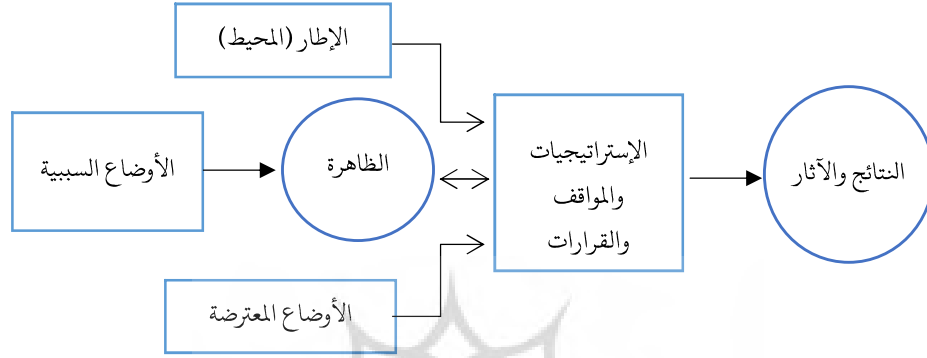 الإطار (المحيط)
الأوضاع السببية
الظاهرة
الإستراتيجيات
والمواقف
والقرارات
النتائج والآثار
الأوضاع المعترضة